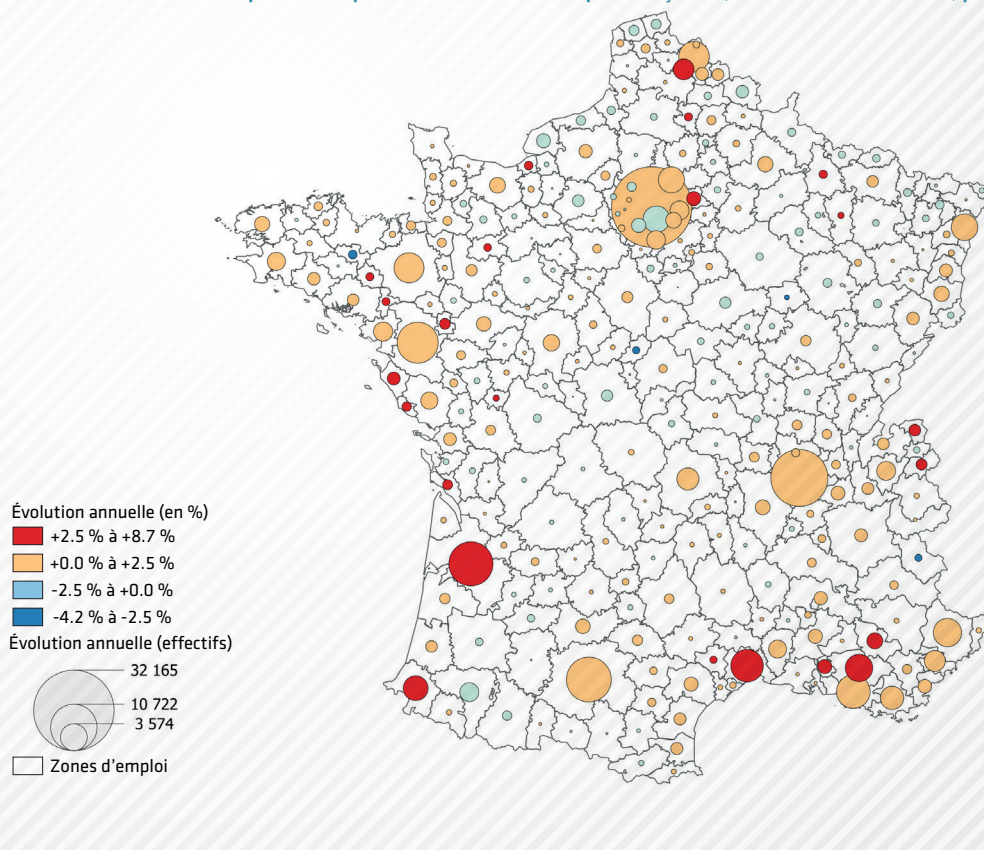 Évolution annuelle (en %)
+2.5 % à +8.7 %
+0.0 % à +2.5 %
-2.5 % à +0.0 %
-4.2 % à -2.5 %
Évolution annuelle (effectifs)
32 165
10 722
3 574
Zones d'emploi